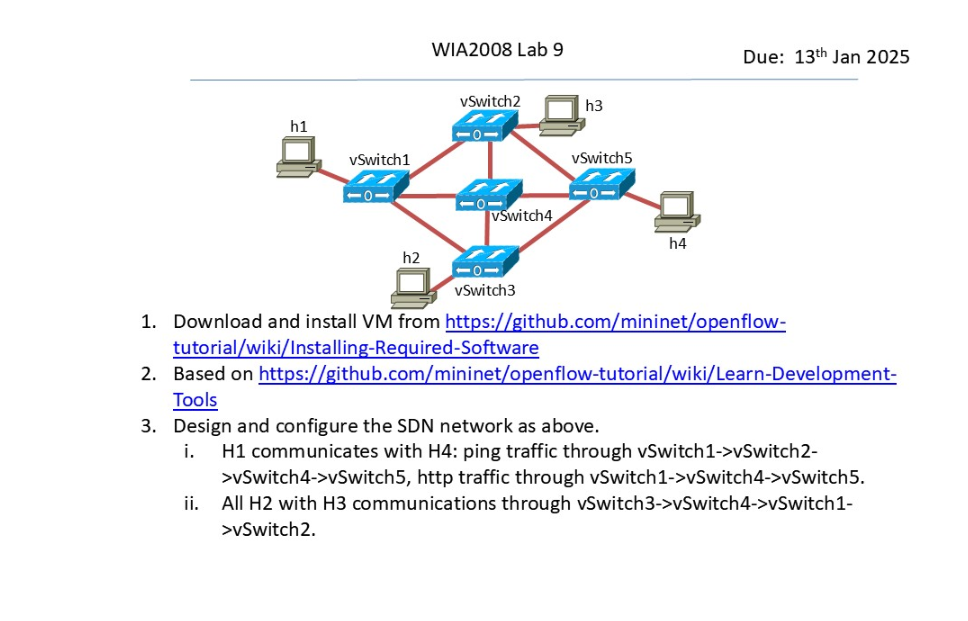 WIA2008 Lab 9
Due: 13th Jan 2025
vSwitch2
h3
h1
vSwitch1
vSwitch5
vSwitch4
h4
h2
vSwitch3
1. Download and install VM from https://github.com/mininet/openflow-
tutorial/wiki/Installing-Required-Software
2. Based on https://github.com/mininet/openflow-tutorial/wiki/Learn-Development-
Tools
3. Design and configure the SDN network as above.
i. H1 communicates with H4: ping traffic through vSwitch1->vSwitch2-
>vSwitch4->vSwitch5, http traffic through vSwitch1->vSwitch4->vSwitch5.
ii. All H2 with H3 communications through vSwitch3->vSwitch4->vSwitch1-
>vSwitch2.